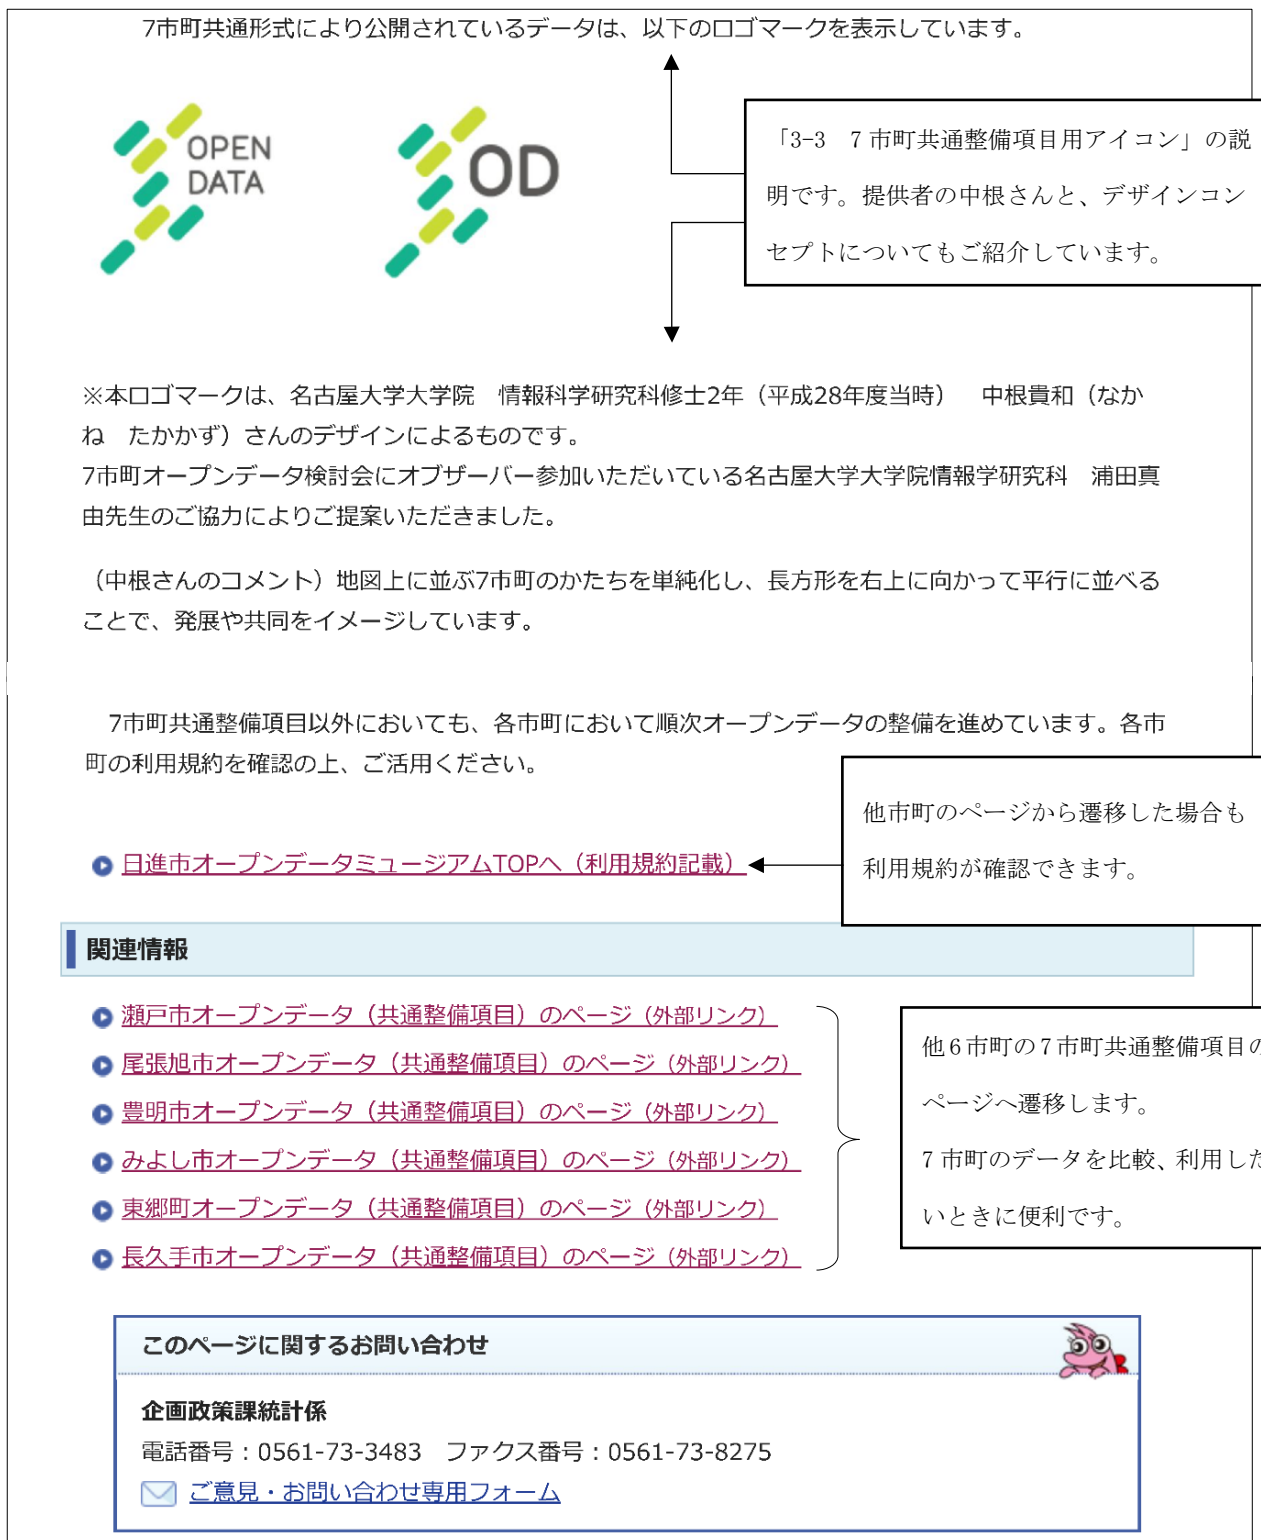 7市町共通形式により公開されているデータは、以下のロゴマークを表示しています。
OPEN
DATA
OD
「3-3　7市町共通整備項目用アイコン」の説
明です。提供者の中根さんと、デザインコン
セプトについてもご紹介しています。
※本ロゴマークは、名古屋大学大学院　情報科学研究科修士2年（平成28年度当時）　中根貴和（なか
ね　たかかず）さんのデザインによるものです。
7市町オープンデータ検討会にオブザーバー参加いただいている名古屋大学大学院情報学研究科　浦田真
由先生のご協力によりご提案いただきました。
（中根さんのコメント）地図上に並ぶ7市町のかたちを単純化し、長方形を右上に向かって平行に並べる
ことで、発展や共同をイメージしています。
7市町共通整備項目以外においても、各市町において順次オープンデータの整備を進めています。各市
町の利用規約を確認の上、ご活用ください。
他市町のページから遷移した場合も
利用規約が確認できます。
日進市オープンデータミュージアムTOPへ（利用規約記載）
関連情報
瀬戸市オープンデータ（共通整備項目）のページ（外部リンク）
尾張旭市オープンデータ（共通整備項目）のページ（外部リンク）
豊明市オープンデータ（共通整備項目）のページ（外部リンク）
みよし市オープンデータ（共通整備項目）のページ（外部リンク）
東郷町オープンデータ（共通整備項目）のページ（外部リンク）
長久手市オープンデータ（共通整備項目）のページ（外部リンク）
他6市町の7市町共通整備項目の
ページへ遷移します。
7市町のデータを比較、利用した
いときに便利です。
このページに関するお問い合わせ
企画政策課統計係
電話番号：0561-73-3483　ファクス番号：0561-73-8275
ご意見・お問い合わせ専用フォーム